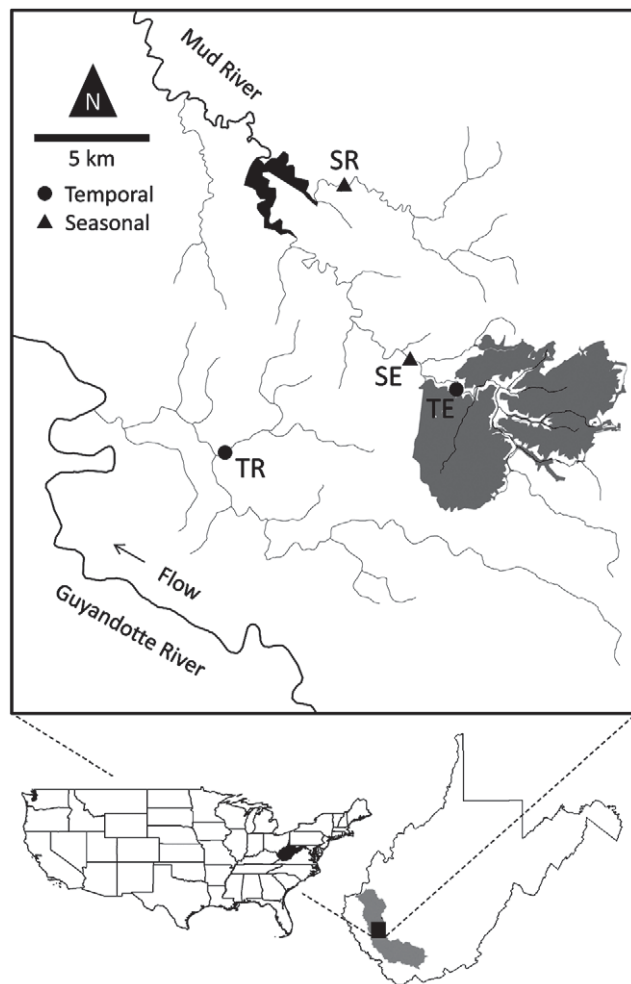 Mud River
N
5 km
Temporal
Seasonal
SR
SE
TE
TR
Flow
Guyandotte River